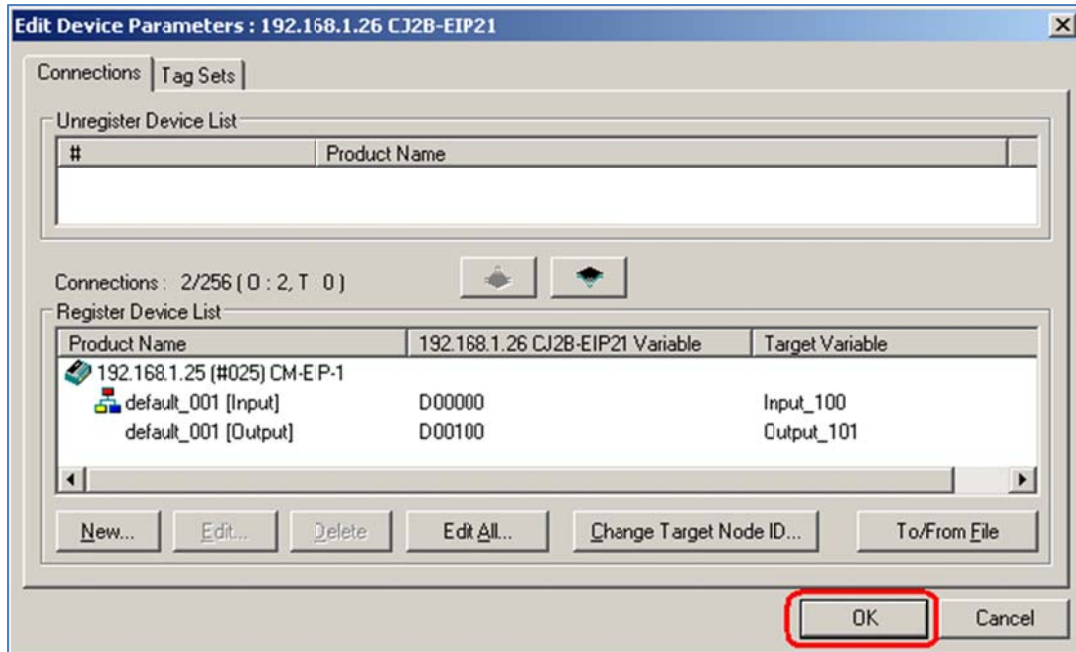 Edit Device Parameters : 192.168.1.26 CJ2B-EIP21
Connections Tag Sets
Unregister Device List
# Product Name
Connections : 2/256 ( O : 2, T 0 )
Register Device List
Product Name 192.168.1.26 CJ2B-EIP21 Variable Target Variable
192.168.1.25 (#025) CM-E P-1
default_001 [Input] D00000 Input_100
default_001 [Output] D00100 Output_101
New... Edit... Delete Edit All... Change Target Node ID... To/From File
OK Cancel